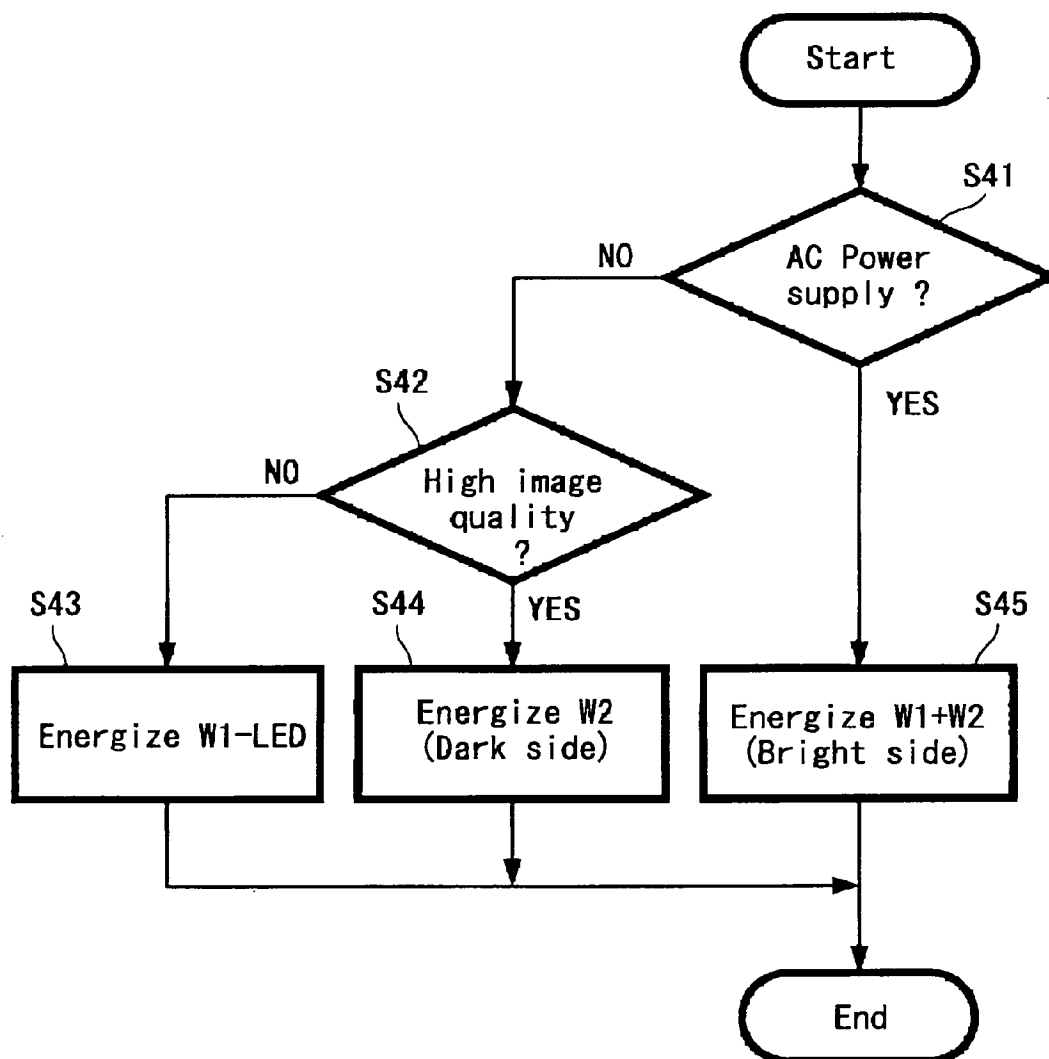 Start
S41
AC Power
supply ?
NO
YES
S42
High image
quality
?
NO
YES
S43
Energize W1-LED
S44
Energize W2
(Dark side)
S45
Energize W1+W2
(Bright side)
End